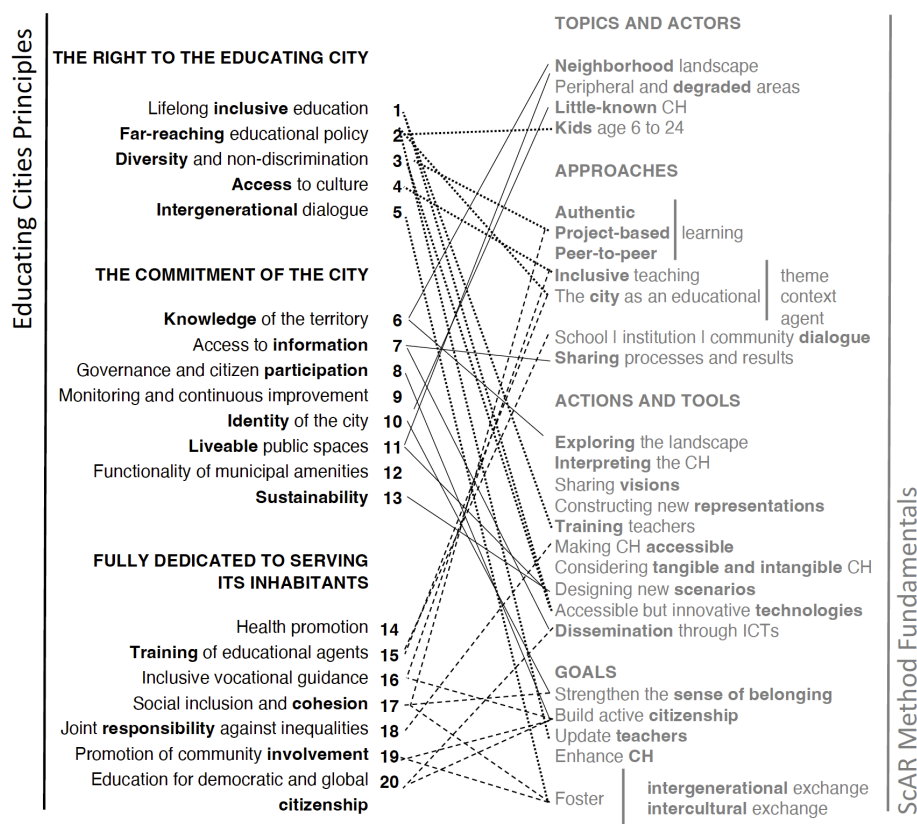 Educating Cities Principles
THE RIGHT TO THE EDUCATING CITY
Lifelong inclusive education 1
Far-reaching educational policy 2
Diversity and non-discrimination 3
Access to culture 4
Intergenerational dialogue 5
THE COMMITMENT OF THE CITY
Knowledge of the territory 6
Access to information 7
Governance and citizen participation 8
Monitoring and continuous improvement 9
Identity of the city 10
Liveable public spaces 11
Functionality of municipal amenities 12
Sustainability 13
FULLY DEDICATED TO SERVING
ITS INHABITANTS
Health promotion 14
Training of educational agents 15
Inclusive vocational guidance 16
Social inclusion and cohesion 17
Joint responsibility against inequalities 18
Promotion of community involvement 19
Education for democratic and global 20
citizenship
TOPICS AND ACTORS
Neighborhood landscape
Peripheral and degraded areas
Little-known CH
Kids age 6 to 24
APPROACHES
Authentic
Project-based
Peer-to-peer
learning
Inclusive teaching
The city as an educational
theme
context
agent
School | institution | community dialogue
Sharing processes and results
ACTIONS AND TOOLS
Exploring the landscape
Interpreting the CH
Sharing visions
Constructing new representations
Training teachers
Making CH accessible
Considering tangible and intangible CH
Designing new scenarios
Accessible but innovative technologies
Dissemination through ICTs
GOALS
Strengthen the sense of belonging
Build active citizenship
Update teachers
Enhance CH
Foster
intergenerational exchange
intercultural exchange
ScAR Method Fundamentals